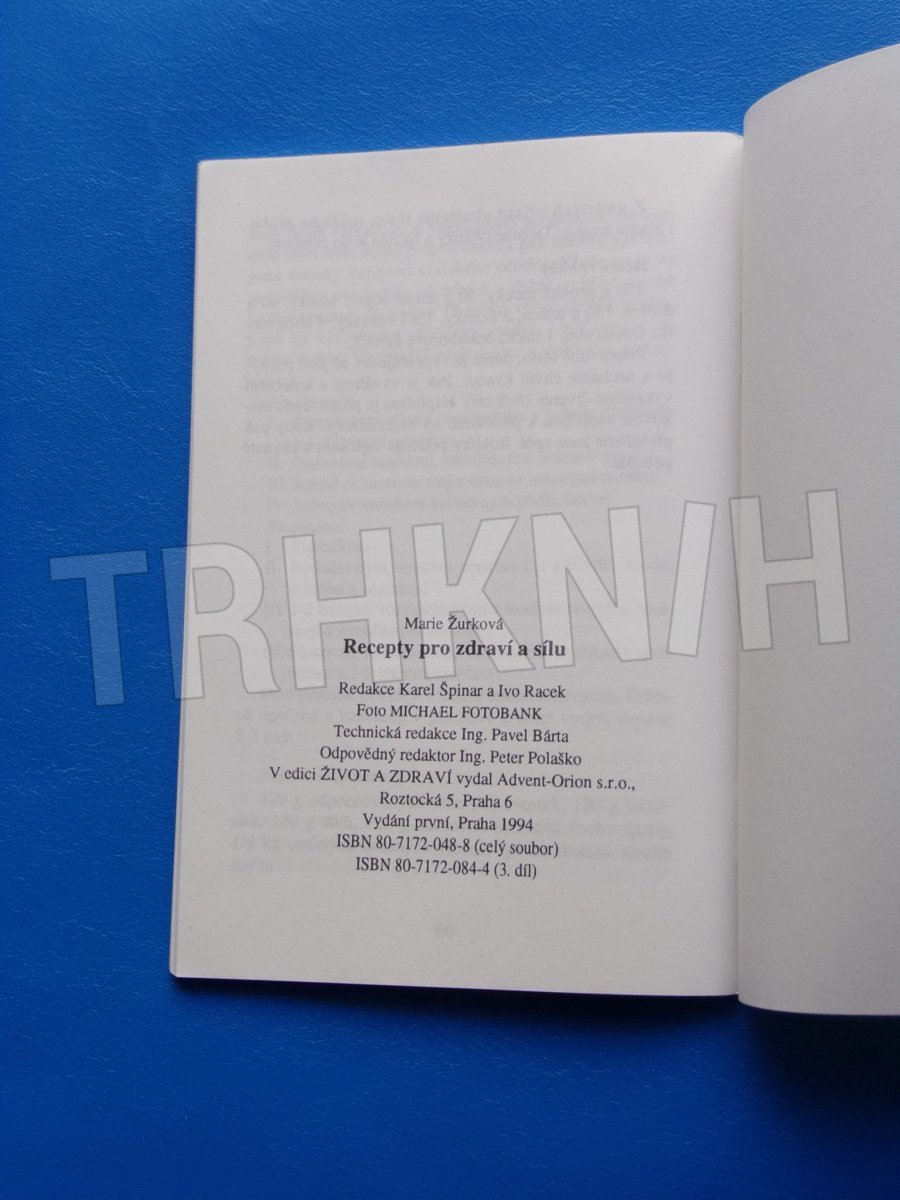 TRHKNIH
Marie Žurková
Recepty pro zdraví a sílu
Redakce Karel Špinar a Ivo Racek
Foto MICHAEL FOTOBANK
Technická redakce Ing. Pavel Bárta
Odpovědný redaktor Ing. Peter Polaško
V edici ŽIVOT A ZDRAVÍ vydal Advent-Orion s.r.o.,
Roztocká 5, Praha 6
Vydání první, Praha 1994
ISBN 80-7172-048-8 (celý soubor)
ISBN 80-7172-084-4 (3. díl)